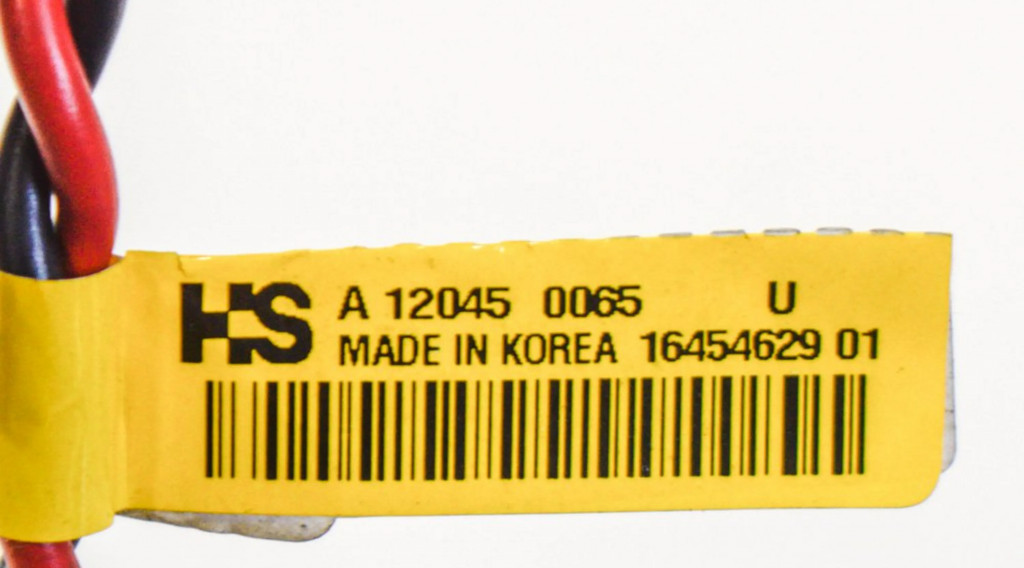 HS A 12045 0065 U
MADE IN KOREA 16454629 01